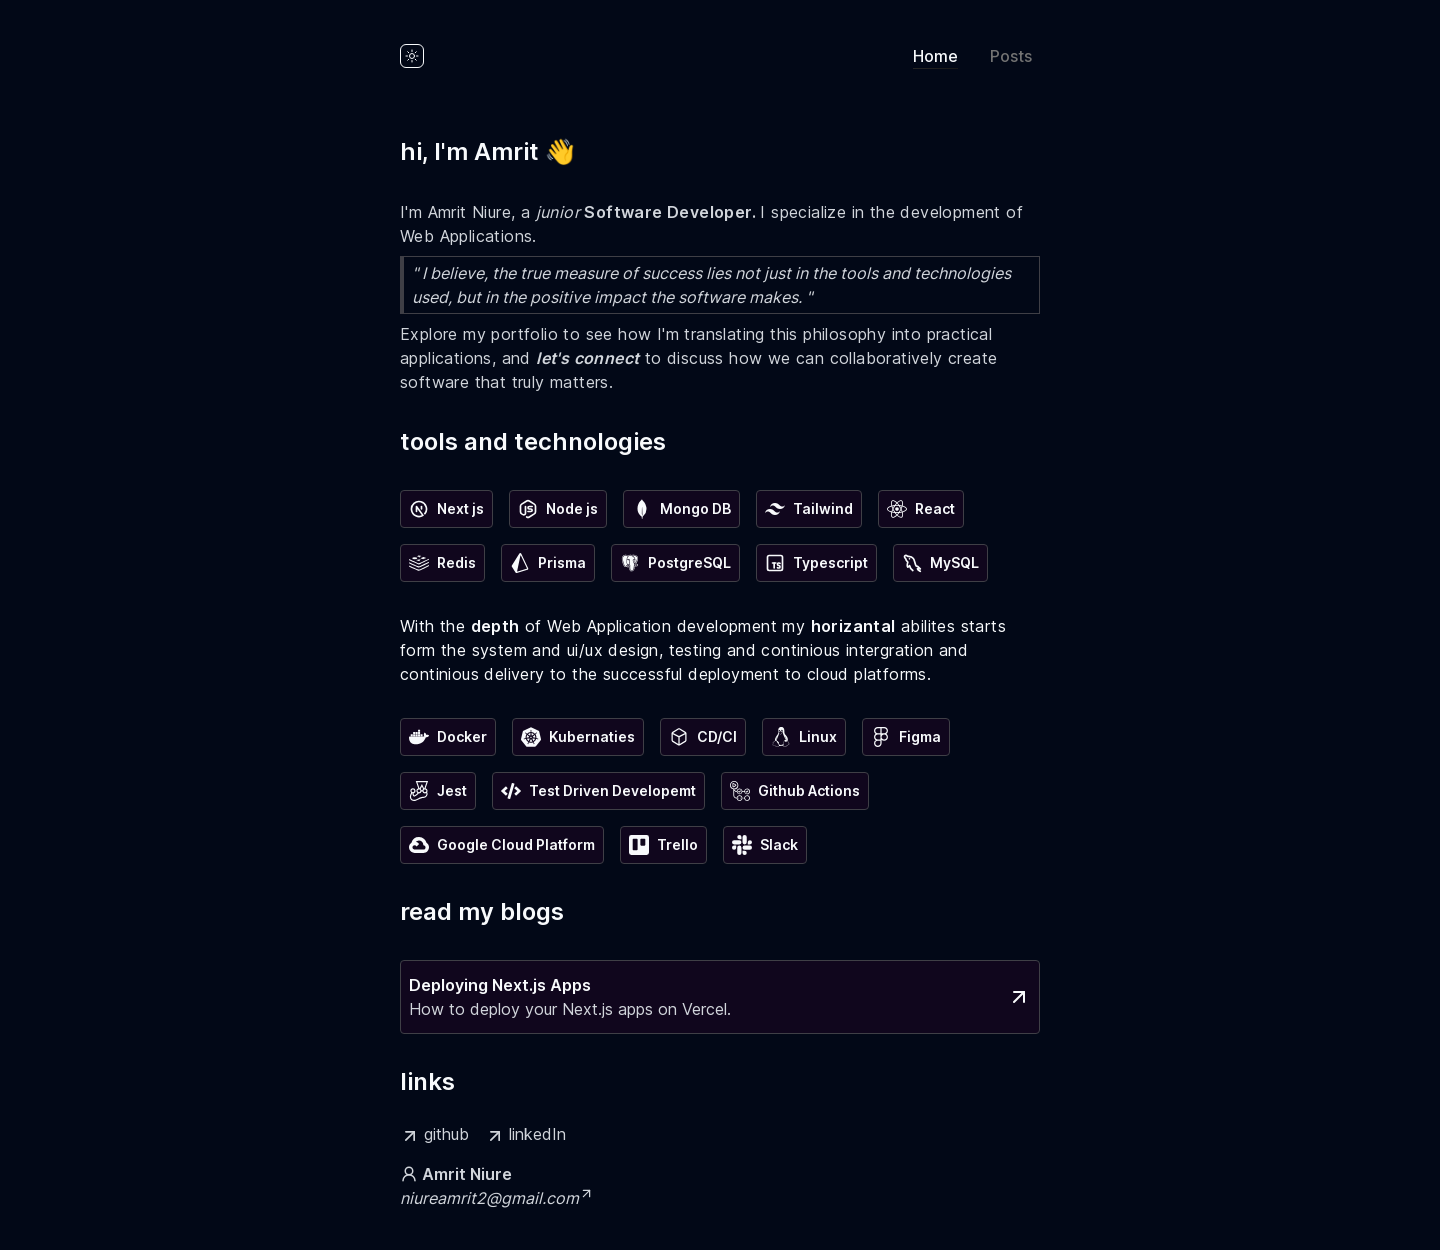 Home Posts
hi, I'm Amrit 👋
I'm Amrit Niure, a junior Software Developer. I specialize in the development of
Web Applications.
" I believe, the true measure of success lies not just in the tools and technologies
used, but in the positive impact the software makes. "
Explore my portfolio to see how I'm translating this philosophy into practical
applications, and let's connect to discuss how we can collaboratively create
software that truly matters.
tools and technologies
Next js Node js Mongo DB Tailwind React
Redis Prisma PostgreSQL Typescript MySQL
With the depth of Web Application development my horizantal abilites starts
form the system and ui/ux design, testing and continious intergration and
continious delivery to the successful deployment to cloud platforms.
Docker Kubernaties CD/CI Linux Figma
Jest Test Driven Developemt Github Actions
Google Cloud Platform Trello Slack
read my blogs
Deploying Next.js Apps
How to deploy your Next.js apps on Vercel.
links
github linkedIn
Amrit Niure
niureamrit2@gmail.com